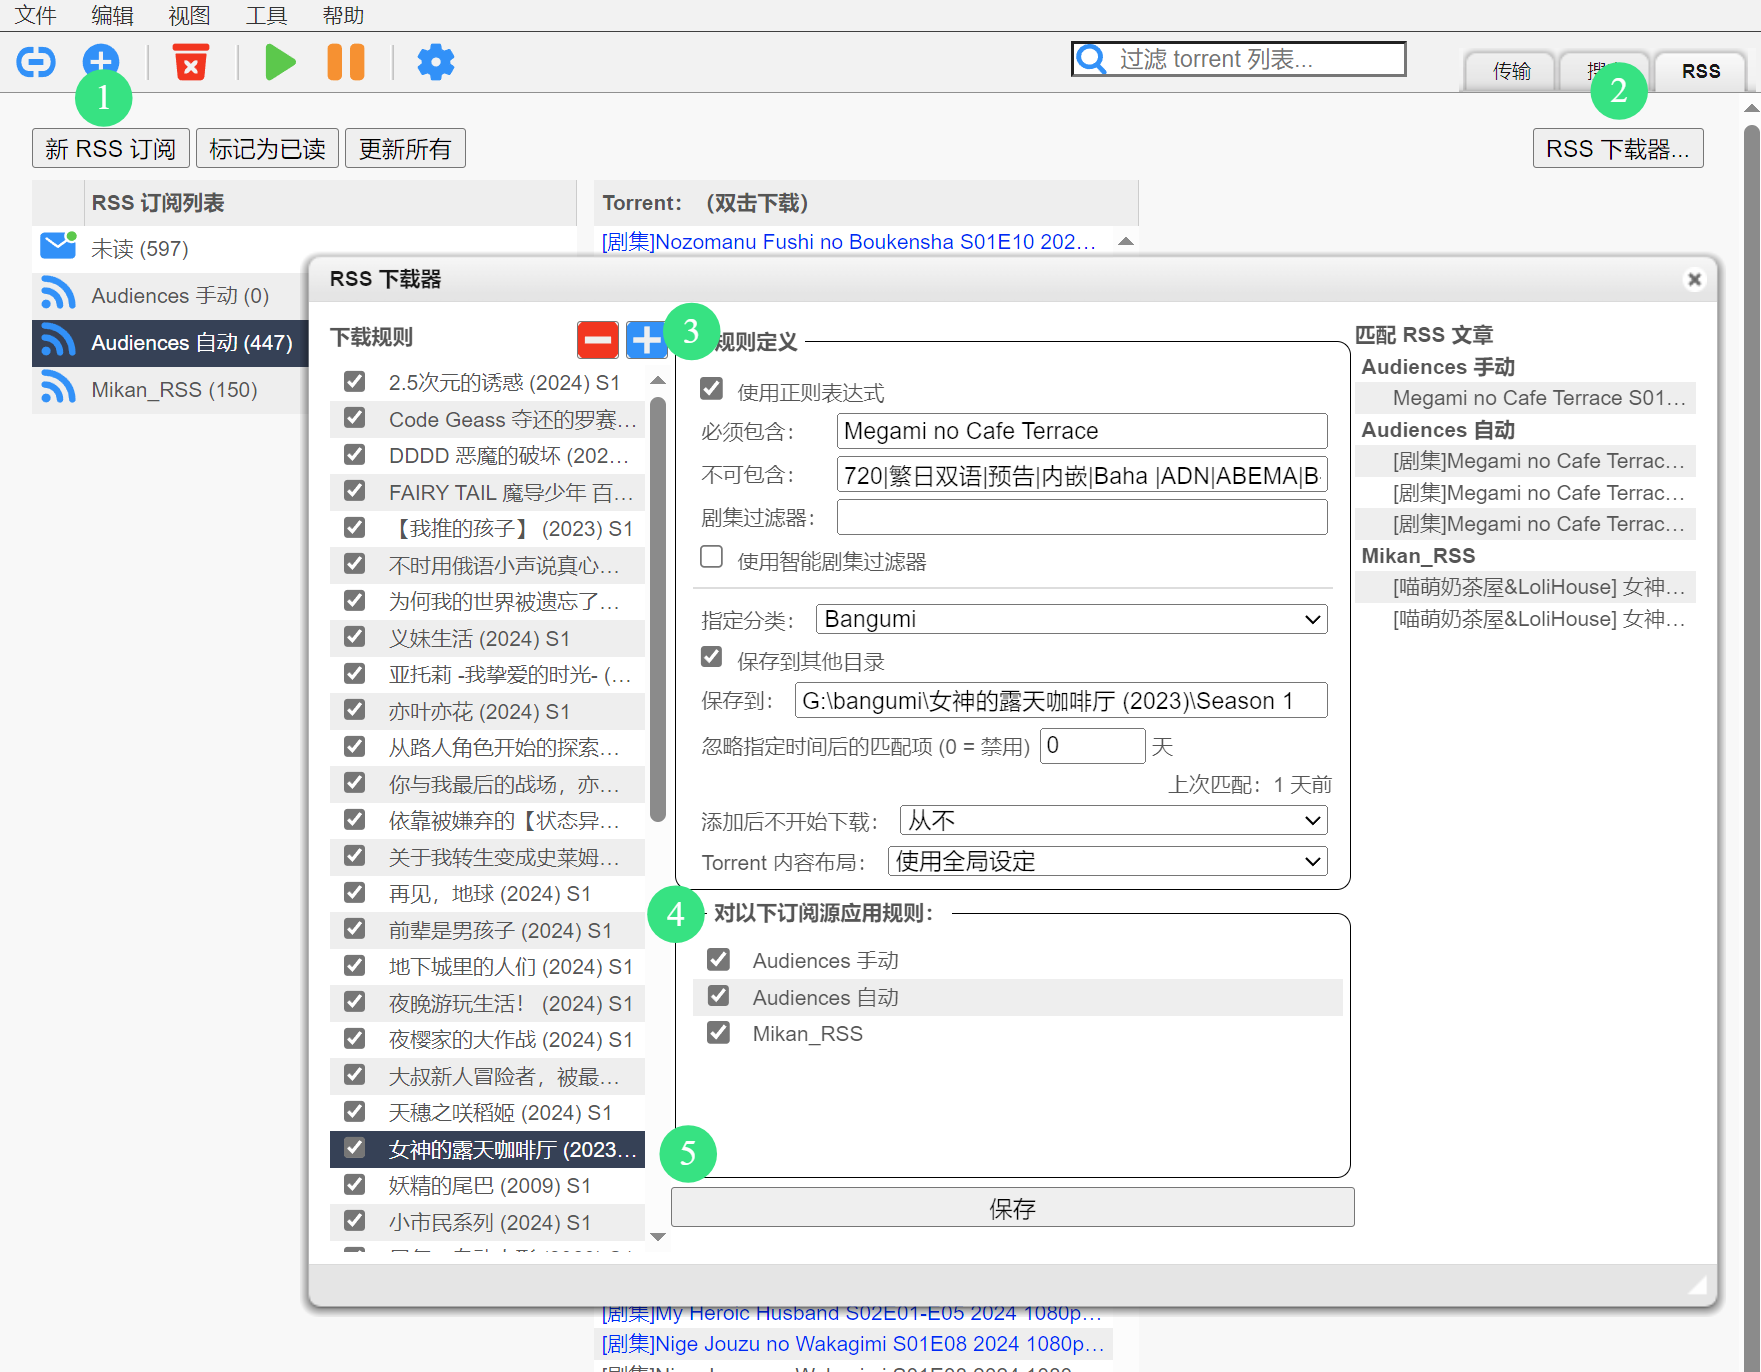 文件 编辑 视图 工具 帮助
过滤 torrent 列表...
传输
RSS
1
2
新 RSS 订阅 标记为已读 更新所有
RSS 下载器...
RSS 订阅列表
Torrent： （双击下载）
未读 (597)
[剧集]Nozomanu Fushi no Boukensha S01E10 202…
Audiences 手动 (0)
Audiences 自动 (447)
Mikan_RSS (150)
RSS 下载器
下载规则
3
2.5次元的诱惑 (2024) S1
Code Geass 夺还的罗赛…
DDDD 恶魔的破坏 (202…
FAIRY TAIL 魔导少年 百…
【我推的孩子】 (2023) S1
不时用俄语小声说真心…
为何我的世界被遗忘了…
义妹生活 (2024) S1
亚托莉 -我挚爱的时光- (…
亦叶亦花 (2024) S1
从路人角色开始的探索…
你与我最后的战场，亦…
依靠被嫌弃的【状态异…
关于我转生变成史莱姆…
再见，地球 (2024) S1
前辈是男孩子 (2024) S1
地下城里的人们 (2024) S1
夜晚游玩生活！ (2024) S1
夜樱家的大作战 (2024) S1
大叔新人冒险者，被最…
天穗之咲稻姬 (2024) S1
女神的露天咖啡厅 (2023…
妖精的尾巴 (2009) S1
小市民系列 (2024) S1
规则定义
使用正则表达式
必须包含： Megami no Cafe Terrace
不可包含： 720|繁日双语|预告|内嵌|Baha |ADN|ABEMA|B
剧集过滤器：
使用智能剧集过滤器
指定分类： Bangumi
保存到其他目录
保存到： G:\bangumi\女神的露天咖啡厅 (2023)\Season 1
忽略指定时间后的匹配项 (0 = 禁用) 0 天
上次匹配：1 天前
添加后不开始下载： 从不
Torrent 内容布局： 使用全局设定
4
对以下订阅源应用规则：
Audiences 手动
Audiences 自动
Mikan_RSS
5
保存
匹配 RSS 文章
Audiences 手动
Megami no Cafe Terrace S01…
Audiences 自动
[剧集]Megami no Cafe Terrac…
[剧集]Megami no Cafe Terrac…
[剧集]Megami no Cafe Terrac…
Mikan_RSS
[喵萌奶茶屋&LoliHouse] 女神…
[喵萌奶茶屋&LoliHouse] 女神…
[剧集]My Heroic Husband S02E01-E05 2024 1080p…
[剧集]Nige Jouzu no Wakagimi S01E08 2024 1080p…